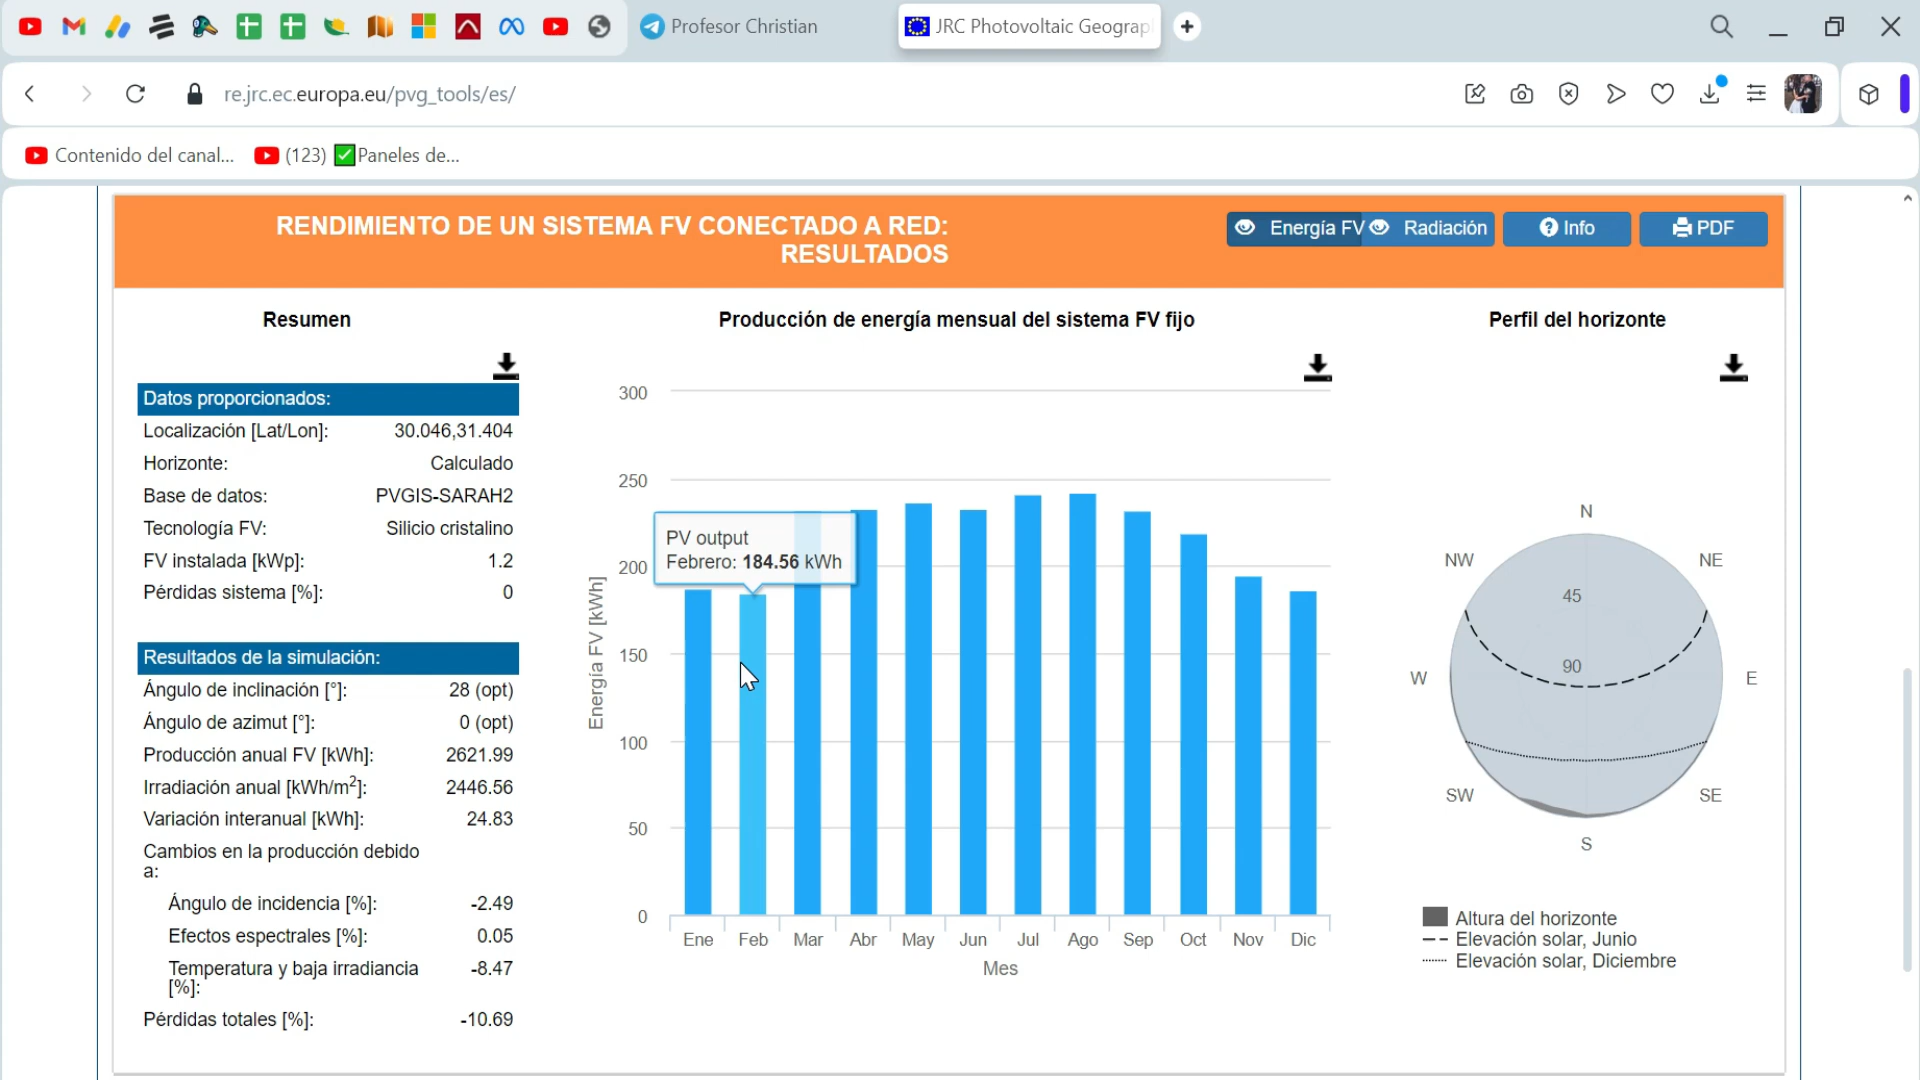 Profesor Christian
JRC Photovoltaic Geograp
re.jrc.ec.europa.eu/pvg_tools/es/
Contenido del canal...
(123) ✅Paneles de...
RENDIMIENTO DE UN SISTEMA FV CONECTADO A RED:
RESULTADOS
Energía FV
Radiación
Info
PDF
Resumen
Datos proporcionados:
Localización [Lat/Lon]: 30.046,31.404
Horizonte: Calculado
Base de datos: PVGIS-SARAH2
Tecnología FV: Silicio cristalino
FV instalada [kWp]: 1.2
Pérdidas sistema [%]: 0
Resultados de la simulación:
Ángulo de inclinación [°]: 28 (opt)
Ángulo de azimut [°]: 0 (opt)
Producción anual FV [kWh]: 2621.99
Irradiación anual [kWh/m²]: 2446.56
Variación interanual [kWh]: 24.83
Cambios en la producción debido
a:
Ángulo de incidencia [%]: -2.49
Efectos espectrales [%]: 0.05
Temperatura y baja irradiancia -8.47
[%]:
Pérdidas totales [%]: -10.69
Producción de energía mensual del sistema FV fijo
300
250
200
150
100
50
0
Energía FV [kWh]
PV output
Febrero: 184.56 kWh
Ene Feb Mar Abr May Jun Jul Ago Sep Oct Nov Dic
Mes
Perfil del horizonte
N
NW NE
45
90
W E
SW SE
S
Altura del horizonte
Elevación solar, Junio
Elevación solar, Diciembre